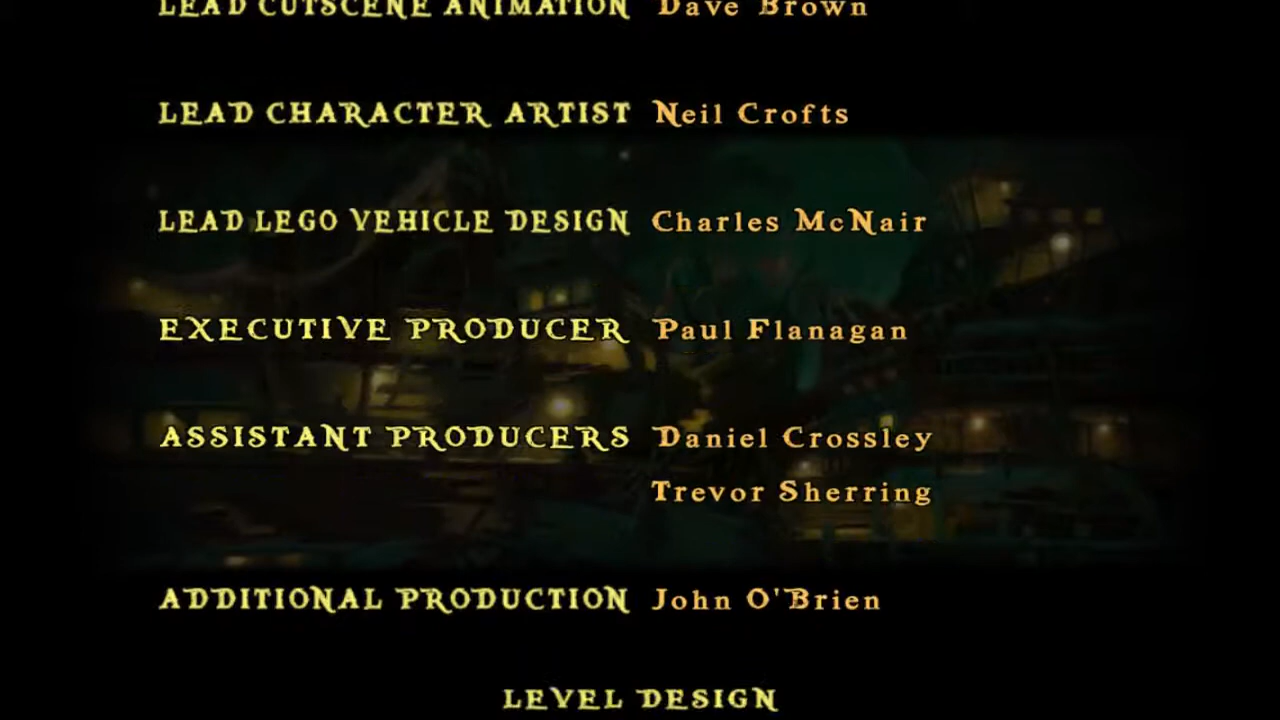 LEAD CUTSCENE ANIMATION Dave Brown
LEAD CHARACTER ARTIST Neil Crofts
LEAD LEGO VEHICLE DESIGN Charles McNair
EXECUTIVE PRODUCER Paul Flanagan
ASSISTANT PRODUCERS Daniel Crossley
Trevor Sherring
ADDITIONAL PRODUCTION John O'Brien
LEVEL DESIGN